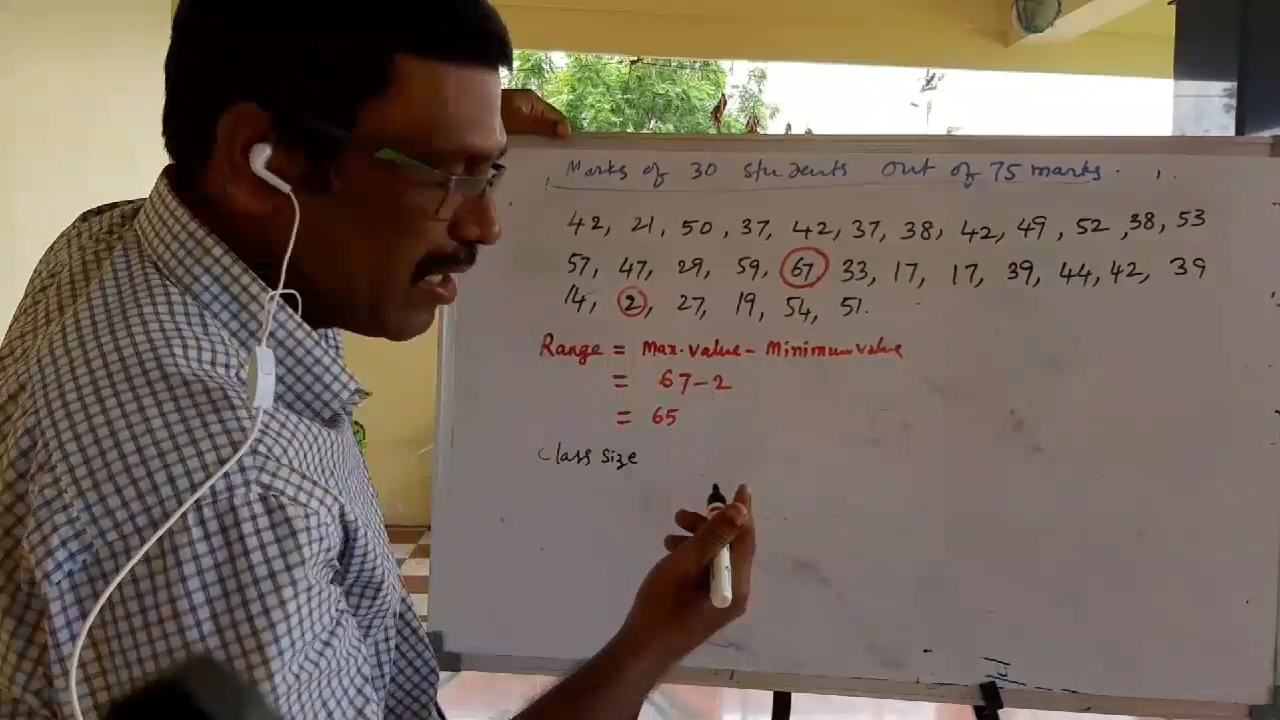 Marks of 30 students out of 75 marks.
42, 21, 50, 37, 42, 37, 38, 42, 49, 52, 38, 53
57, 47, 29, 59, 67 33, 17, 17, 39, 44, 42, 39
14, 2, 27, 19, 54, 51.
Range = Max.value - Minimum value
= 67-2
= 65
Class size